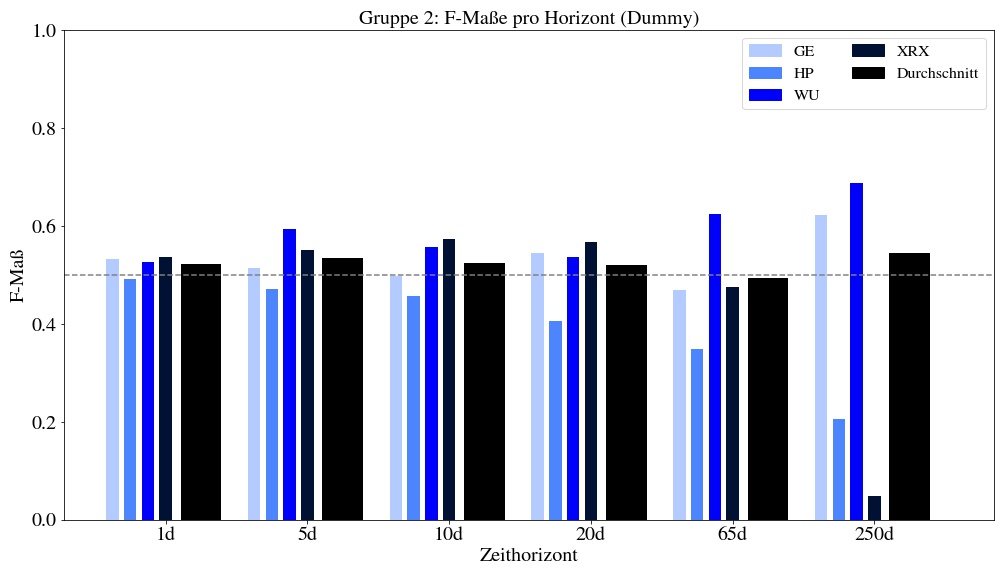 Gruppe 2: F-Maße pro Horizont (Dummy)
GE
HP
WU
XRX
Durchschnitt
F-Maß
1.0
0.8
0.6
0.4
0.2
0.0
1d 5d 10d 20d 65d 250d
Zeithorizont